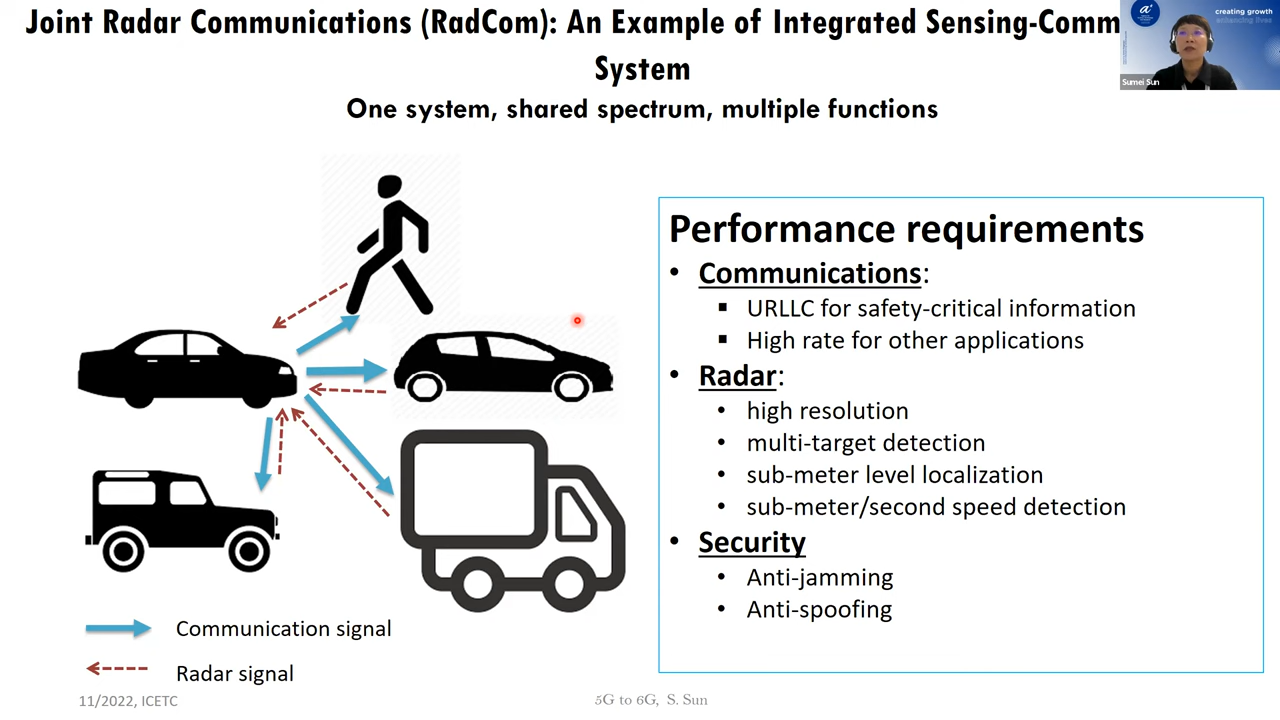 Joint Radar Communications (RadCom): An Example of Integrated Sensing-Comm
System
One system, shared spectrum, multiple functions
creating growth
enhancing lives
Sumei Sun
Performance requirements
• Communications:
▪ URLLC for safety-critical information
▪ High rate for other applications
• Radar:
• high resolution
• multi-target detection
• sub-meter level localization
• sub-meter/second speed detection
• Security
• Anti-jamming
• Anti-spoofing
Communication signal
Radar signal
11/2022, ICETC
5G to 6G, S. Sun